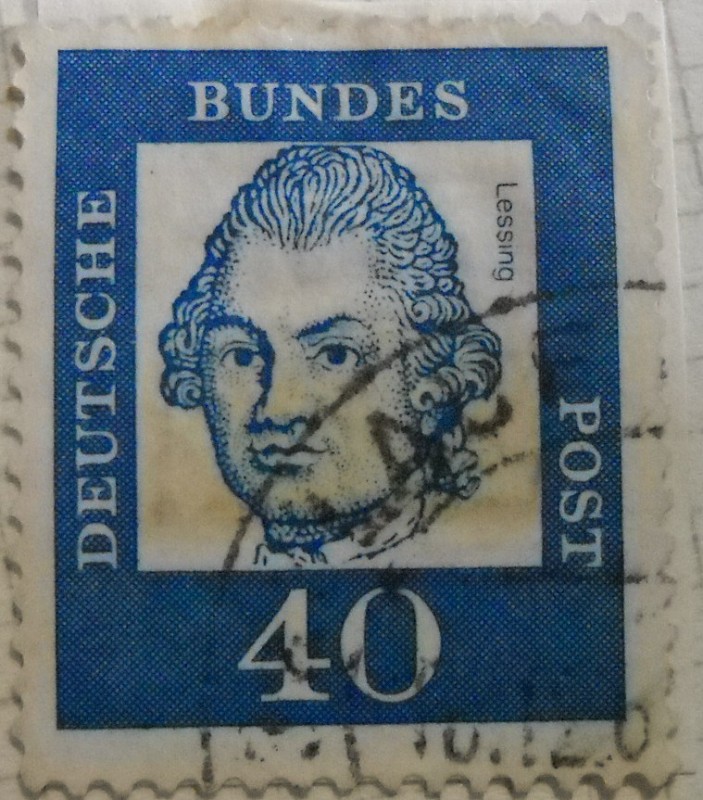 DEUTSCHE
BUNDES
POST
Lessing
40